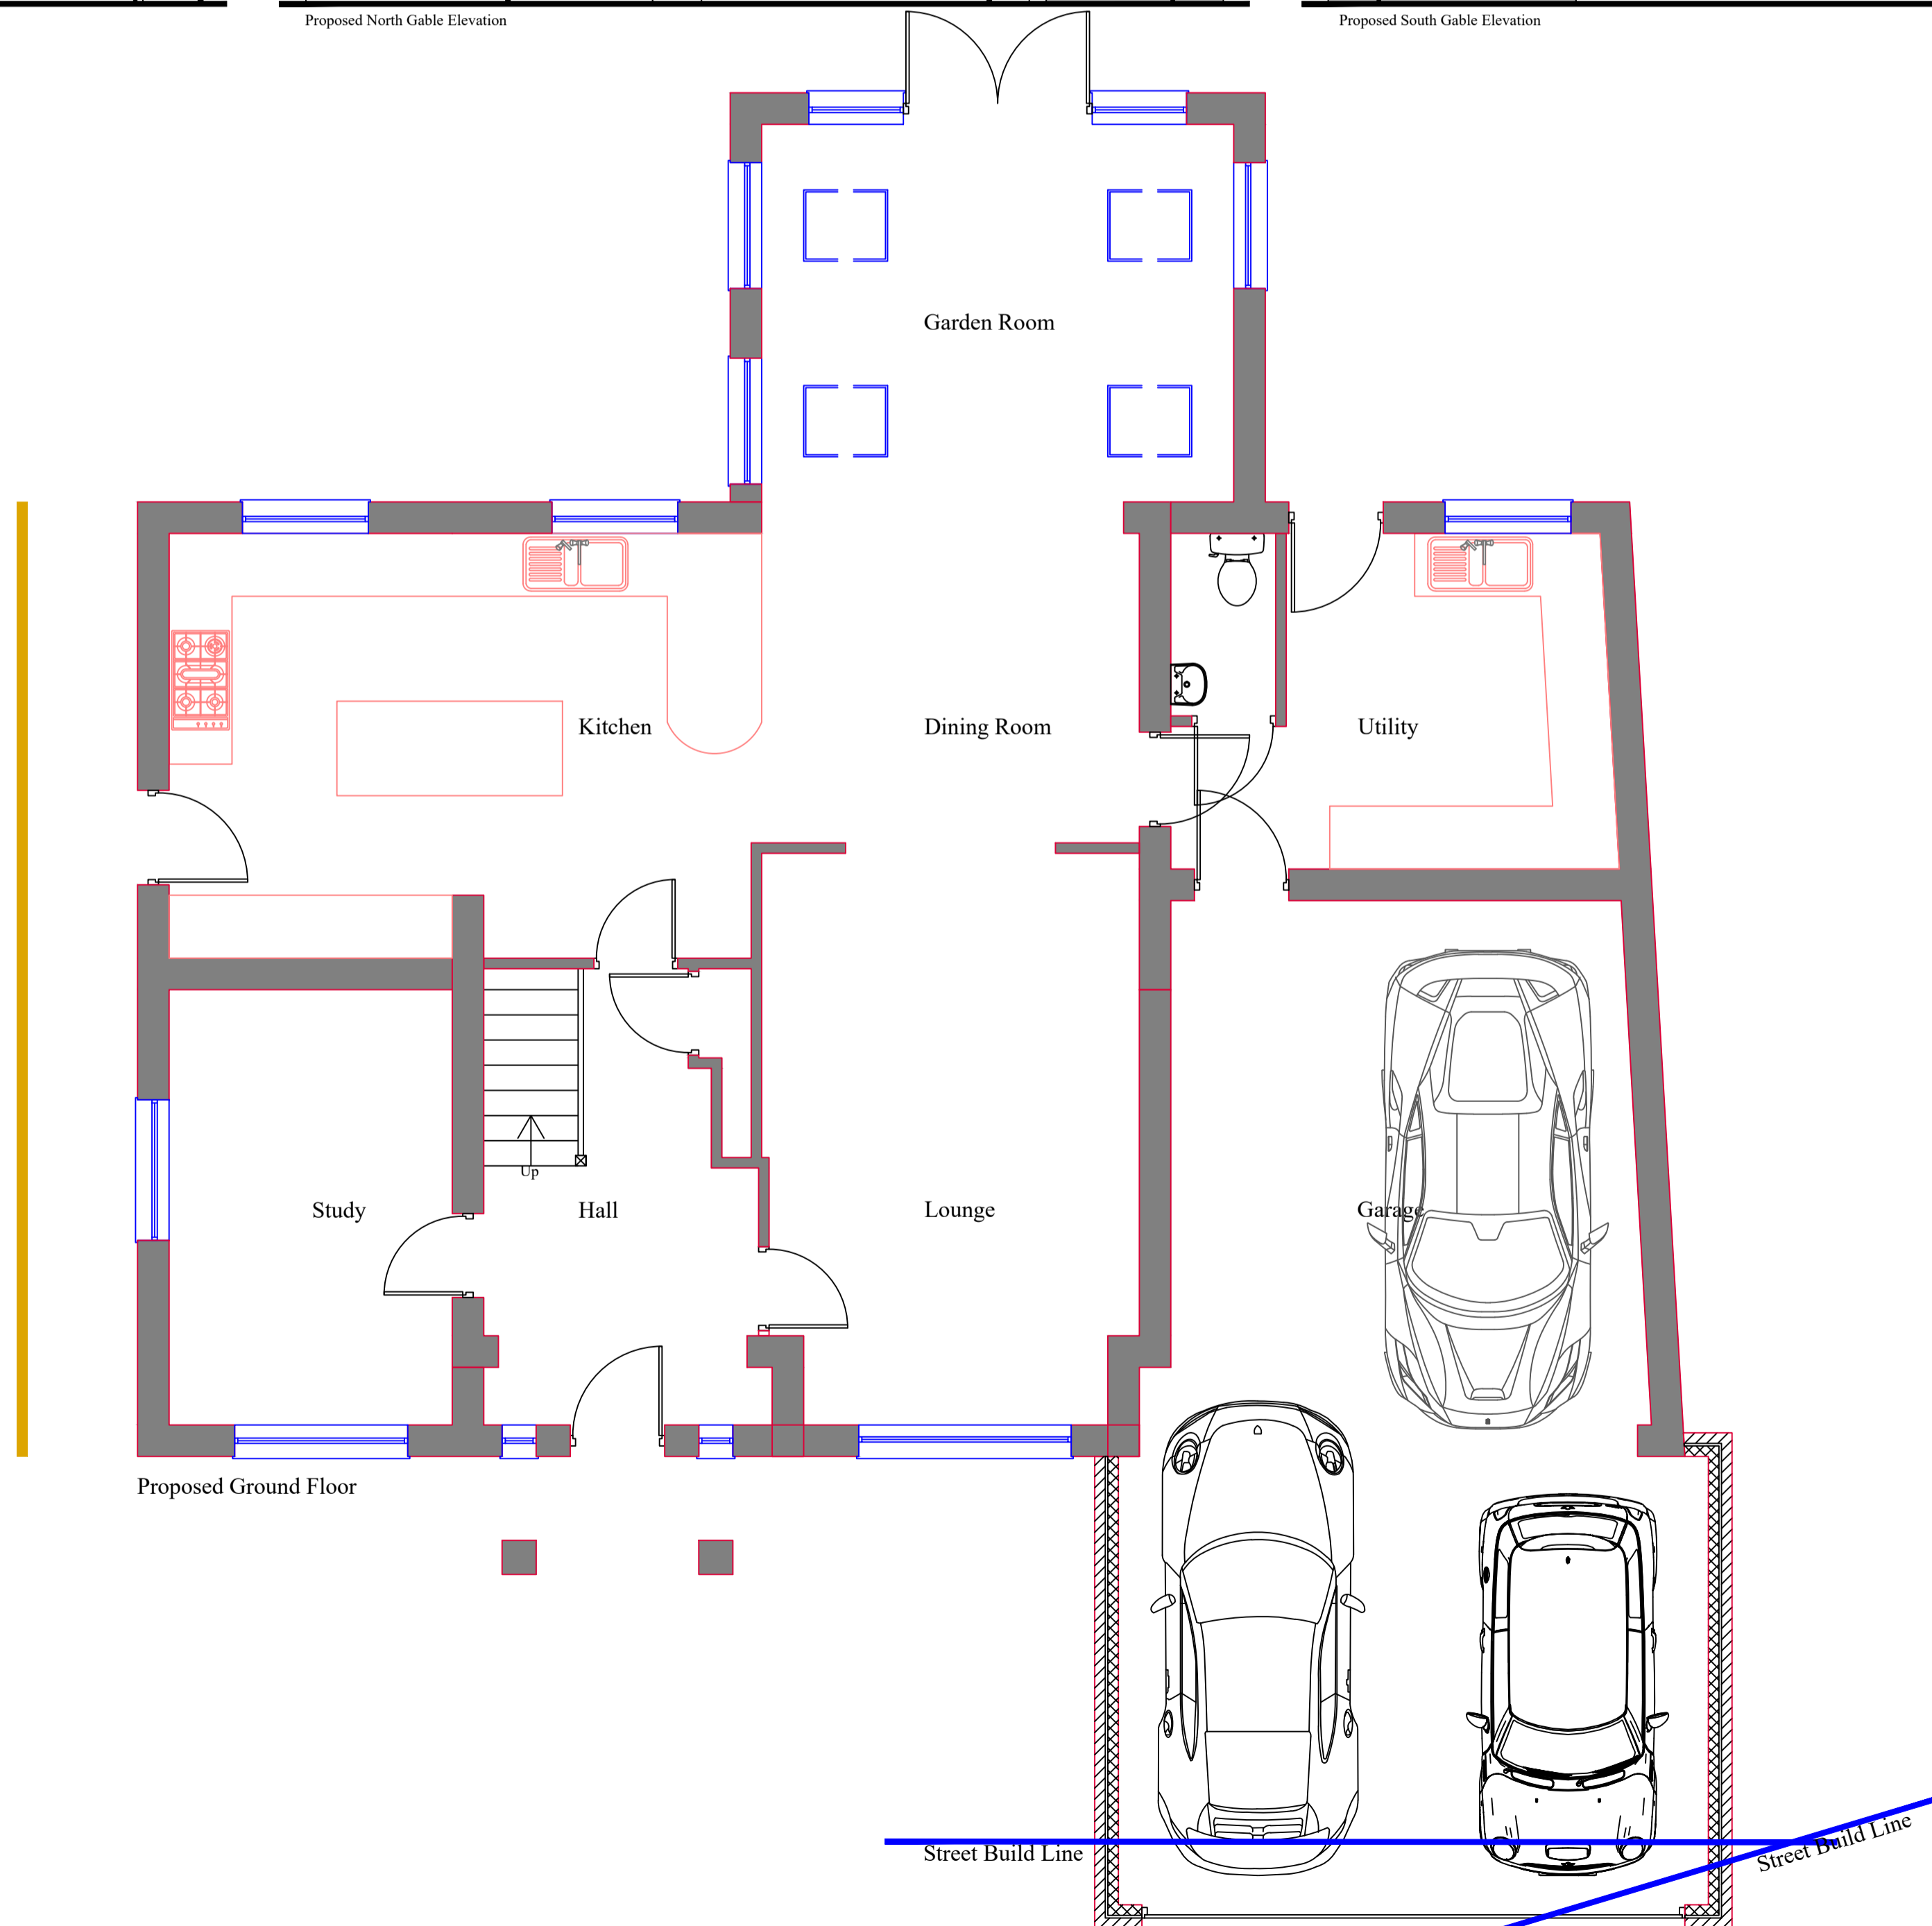 Proposed North Gable Elevation
Proposed South Gable Elevation
Garden Room
Kitchen
Dining Room
Utility
Up
Study
Hall
Lounge
Garage
Proposed Ground Floor
Street Build Line
Street Build Line